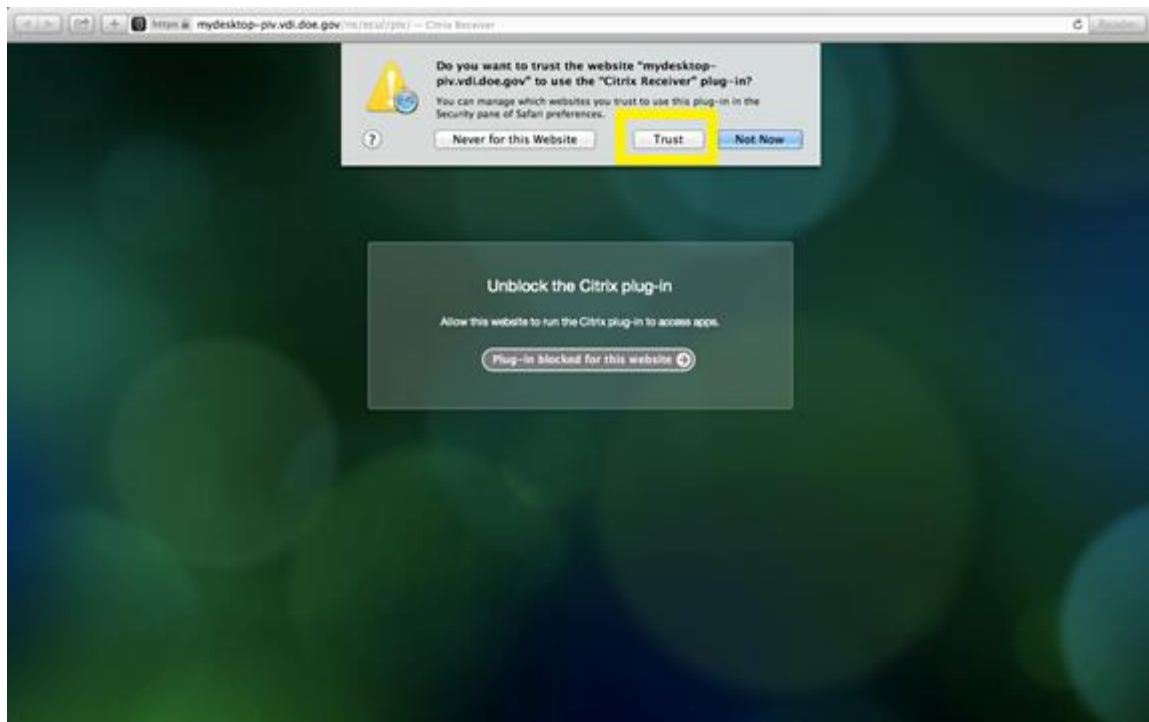 https mydesktop-piv.vdi.doe.gov Citrix Receiver Reader
Do you want to trust the website "mydesktop-
piv.vdi.doe.gov" to use the "Citrix Receiver" plug-in?
You can manage which websites you trust to use this plug-in in the
Security pane of Safari preferences.
? Never for this Website Trust Not Now
Unblock the Citrix plug-in
Allow this website to run the Citrix plug-in to access apps.
Plug-in blocked for this website